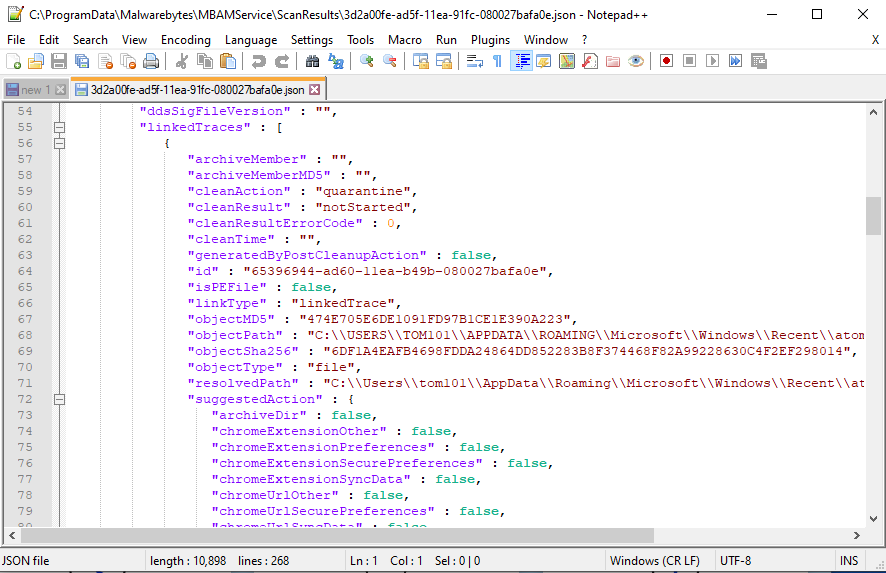 C:\ProgramData\Malwarebytes\MBAMService\ScanResults\3d2a00fe-ad5f-11ea-91fc-080027bafa0e.json - Notepad++
File Edit Search View Encoding Language Settings Tools Macro Run Plugins Window ? X
new 1 3d2a00fe-ad5f-11ea-91fc-080027bafa0e.json
54 "ddsSigFileVersion" : "",
55 "linkedTraces" : [
56 {
57 "archiveMember" : "",
58 "archiveMemberMD5" : "",
59 "cleanAction" : "quarantine",
60 "cleanResult" : "notStarted",
61 "cleanResultErrorCode" : 0,
62 "cleanTime" : "",
63 "generatedByPostCleanupAction" : false,
64 "id" : "65396944-ad60-11ea-b49b-080027bafa0e",
65 "isPEFile" : false,
66 "linkType" : "linkedTrace",
67 "objectMD5" : "474E705E6DE1091FD97B1CE1E390A223",
68 "objectPath" : "C:\\USERS\\TOM101\\APPDATA\\ROAMING\\Microsoft\\Windows\\Recent\\atom
69 "objectSha256" : "6DF1A4EAFB4698FDDA24864DD852283B8F374468F82A99228630C4F2EF298014",
70 "objectType" : "file",
71 "resolvedPath" : "C:\\Users\\tom101\\AppData\\Roaming\\Microsoft\\Windows\\Recent\\at
72 "suggestedAction" : {
73 "archiveDir" : false,
74 "chromeExtensionOther" : false,
75 "chromeExtensionPreferences" : false,
76 "chromeExtensionSecurePreferences" : false,
77 "chromeExtensionSyncData" : false,
78 "chromeUrlOther" : false,
79 "chromeUrlSecurePreferences" : false,
80 "chromeUrlSyncData" : false,
JSON file length : 10,898 lines : 268 Ln : 1 Col : 1 Sel : 0 | 0 Windows (CR LF) UTF-8 INS